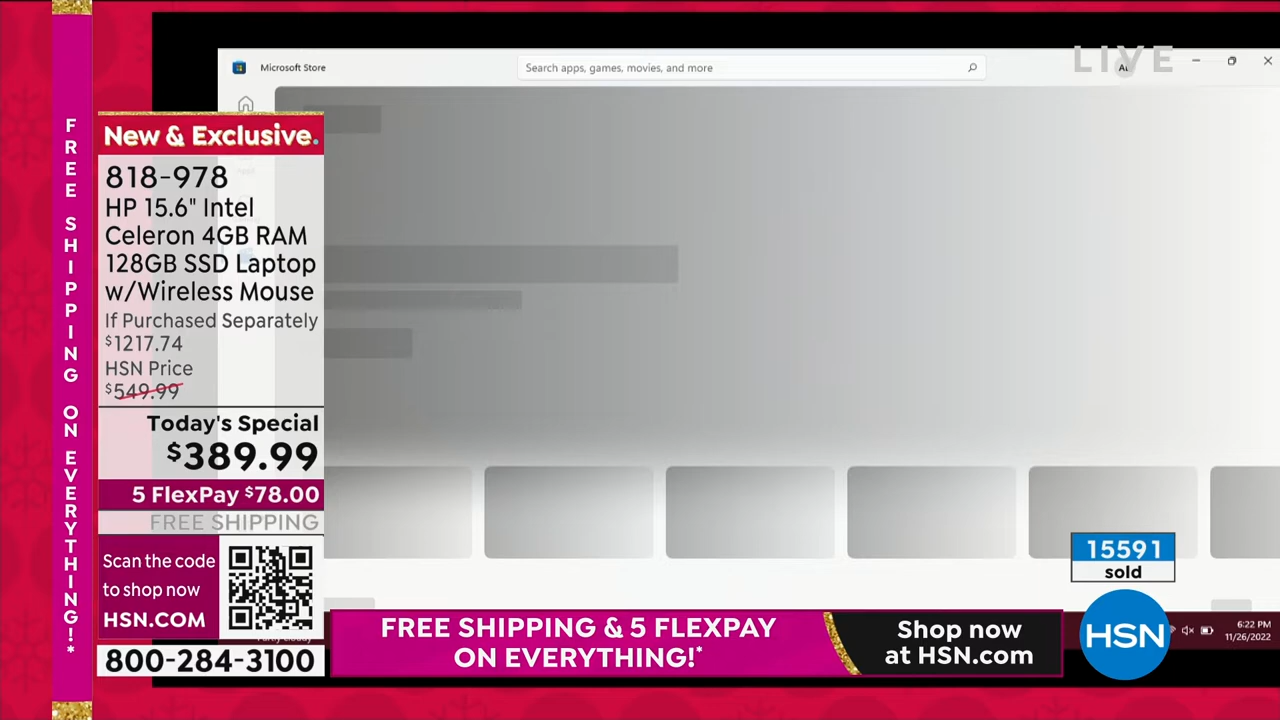 FREE SHIPPING ON EVERYTHING!*
Microsoft Store
Search apps, games, movies, and more
LIVE
New & Exclusive.
818-978
HP 15.6" Intel
Celeron 4GB RAM
128GB SSD Laptop
w/Wireless Mouse
If Purchased Separately
$1217.74
HSN Price
$549.99
Today's Special
$389.99
5 FlexPay $78.00
FREE SHIPPING
Scan the code
to shop now
HSN.COM
800-284-3100
FREE SHIPPING & 5 FLEXPAY
ON EVERYTHING!*
Shop now
at HSN.com
15591
sold
HSN
6:22 PM
11/26/2022